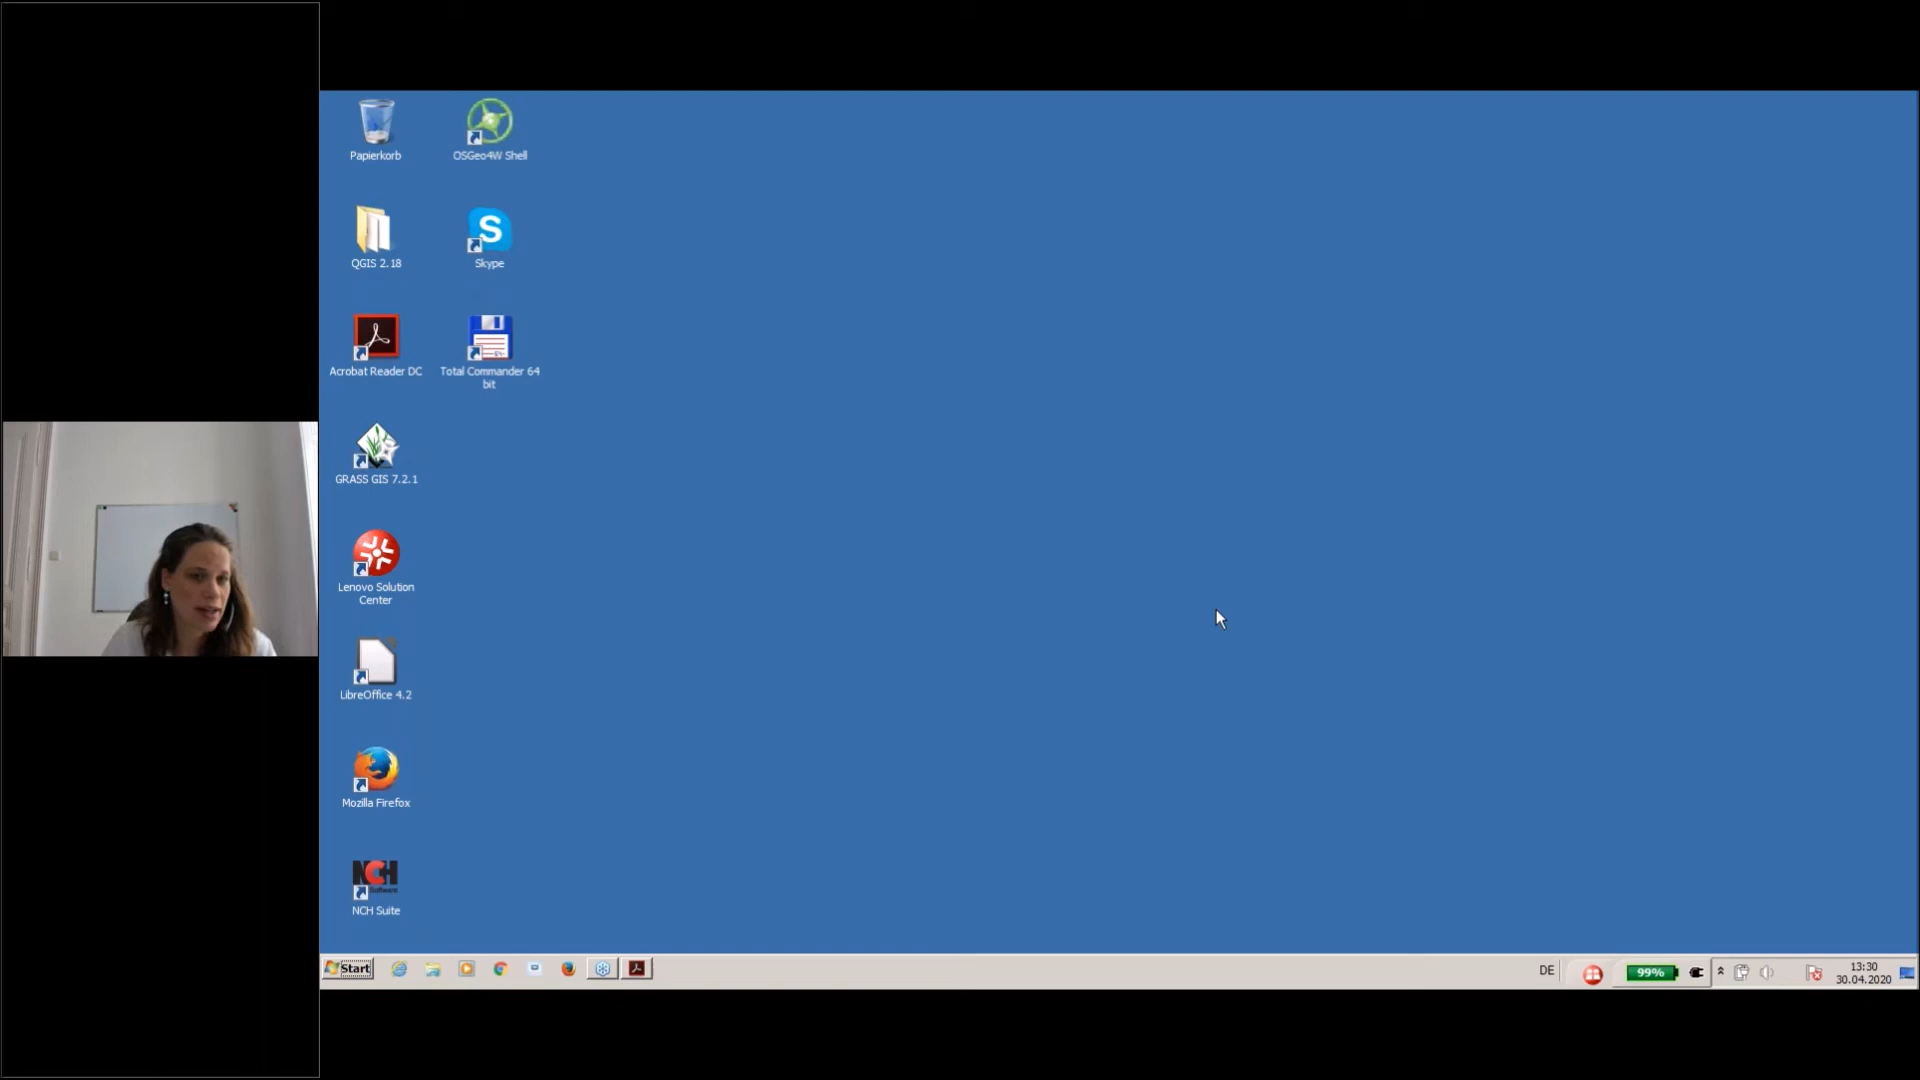 Papierkorb
OSGeo4W Shell
QGIS 2.18
S
Skype
Acrobat Reader DC
Total Commander 64
bit
GRASS GIS 7.2.1
Lenovo Solution
Center
LibreOffice 4.2
Mozilla Firefox
NCH
Software
NCH Suite
Start
DE
99%
13:30
30.04.2020